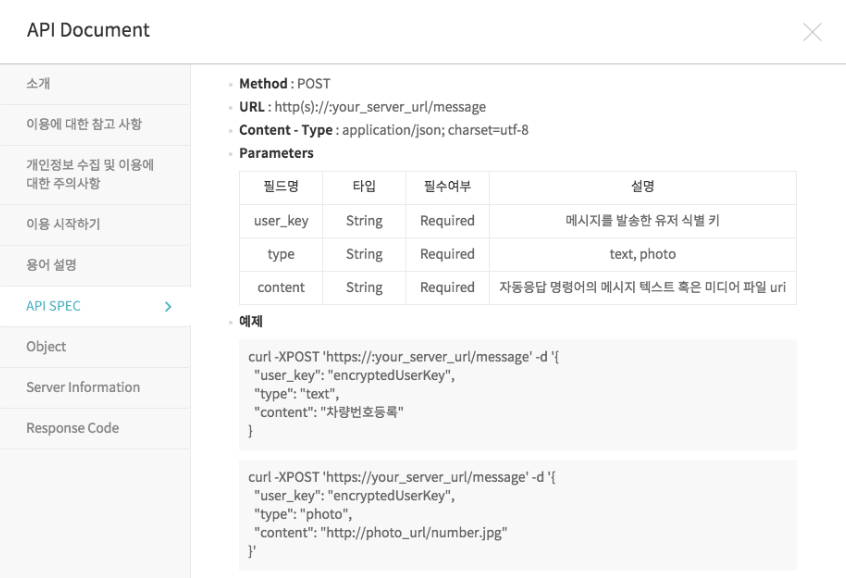 API Document
소개
이용에 대한 참고 사항
개인정보 수집 및 이용에
대한 주의사항
이용 시작하기
용어 설명
API SPEC
Object
Server Information
Response Code
Method : POST
URL : http(s)://:your_server_url/message
Content - Type : application/json; charset=utf-8
Parameters
필드명 타입 필수여부 설명
user_key String Required 메시지를 발송한 유저 식별 키
type String Required text, photo
content String Required 자동응답 명령어의 메시지 텍스트 혹은 미디어 파일 uri
예제
curl -XPOST 'https://:your_server_url/message' -d '{
"user_key": "encryptedUserKey",
"type": "text",
"content": "차량번호등록"
}
curl -XPOST 'https://your_server_url/message' -d '{
"user_key": "encryptedUserKey",
"type": "photo",
"content": "http://photo_url/number.jpg"
}'